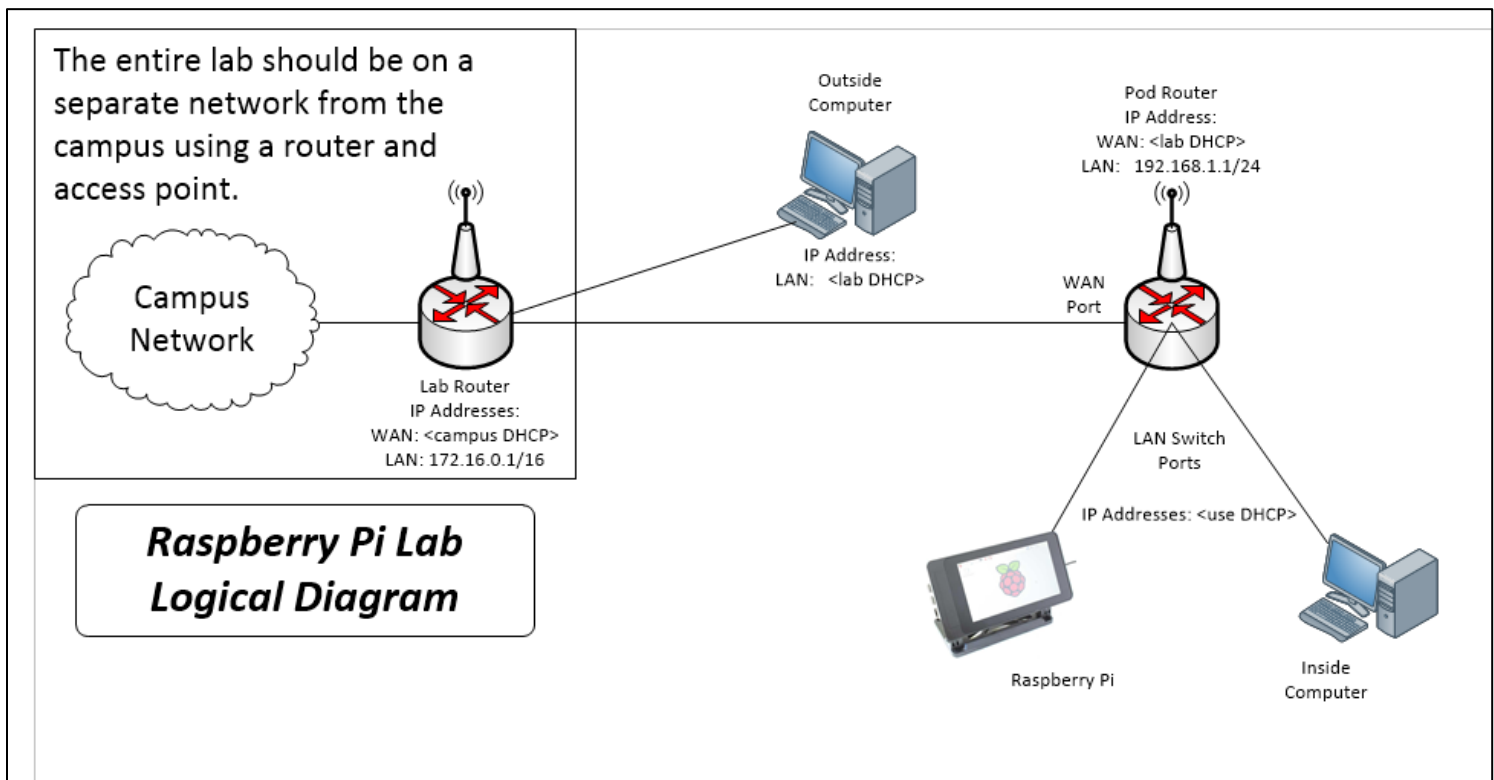 The entire lab should be on a
separate network from the
campus using a router and
access point.
Campus
Network
Lab Router
IP Addresses:
WAN: <campus DHCP>
LAN: 172.16.0.1/16
Raspberry Pi Lab
Logical Diagram
Outside
Computer
IP Address:
LAN: <lab DHCP>
Pod Router
IP Address:
WAN: <lab DHCP>
LAN: 192.168.1.1/24
WAN
Port
LAN Switch
Ports
IP Addresses: <use DHCP>
Raspberry Pi
Inside
Computer